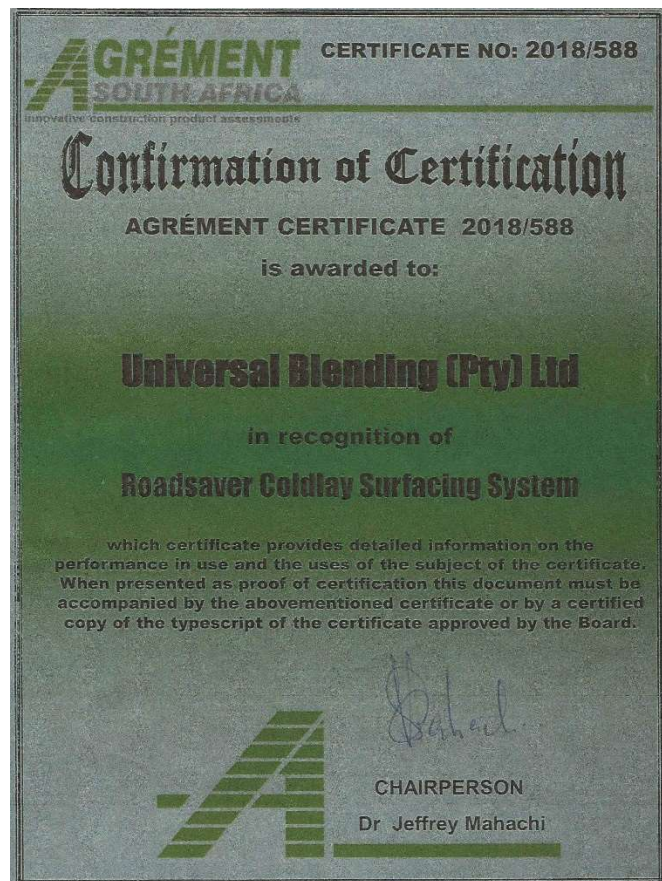 AGRÉMENT
SOUTH AFRICA
innovative construction product assessments
CERTIFICATE NO: 2018/588
Confirmation of Certification
AGRÉMENT CERTIFICATE 2018/588
is awarded to:
Universal Blending (Pty) Ltd
in recognition of
Roadsaver Coldlay Surfacing System
which certificate provides detailed information on the
performance in use and the uses of the subject of the certificate.
When presented as proof of certification this document must be
accompanied by the abovementioned certificate or by a certified
copy of the typescript of the certificate approved by the Board.
CHAIRPERSON
Dr Jeffrey Mahachi